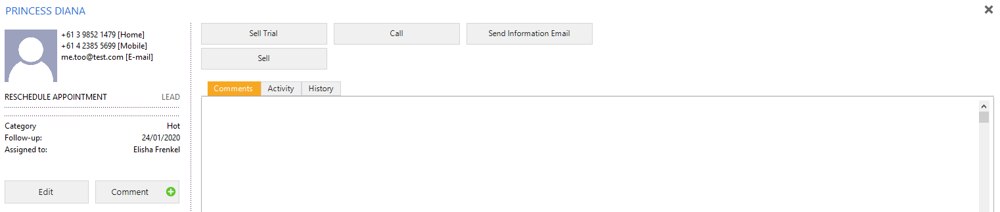 PRINCESS DIANA
+61 3 9852 1479 [Home]
+61 4 2385 5699 [Mobile]
me.too@test.com [E-mail]
RESCHEDULE APPOINTMENT LEAD
Category Hot
Follow-up: 24/01/2020
Assigned to: Elisha Frenkel
Edit Comment
Sell Trial Call Send Information Email
Sell
Comments Activity History